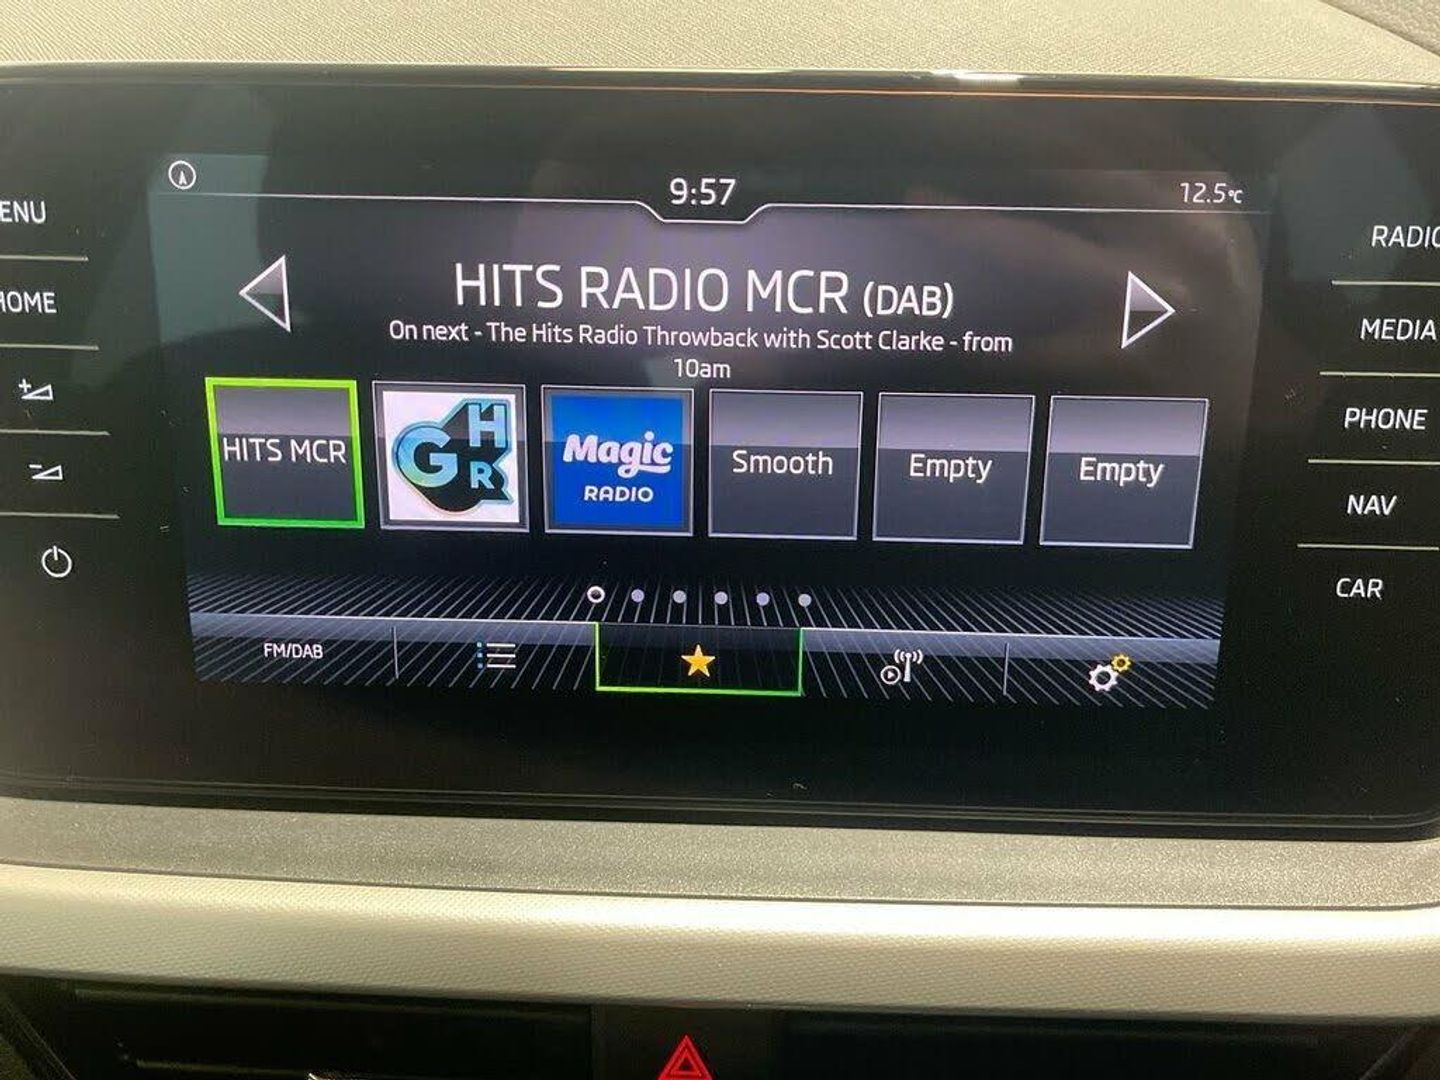 9:57
12.5°C
ENU
HOME
HITS RADIO MCR (DAB)
On next - The Hits Radio Throwback with Scott Clarke - from
10am
HITS MCR
GHR
Magic
RADIO
Smooth
Empty
Empty
FM/DAB
RADIO
MEDIA
PHONE
NAV
CAR